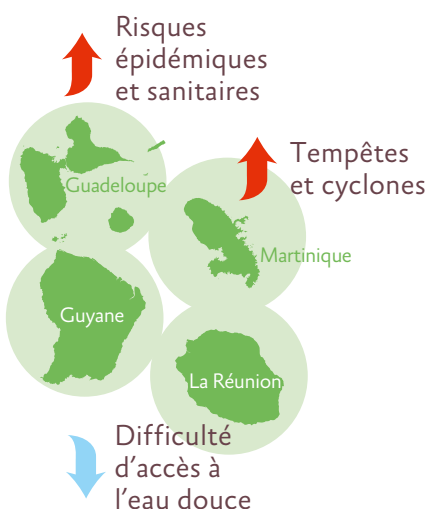 Risques
épidémiques
et sanitaires
Tempêtes
et cyclones
Guadeloupe
Martinique
Guyane
La Réunion
Difficulté
d’accès à
l’eau douce